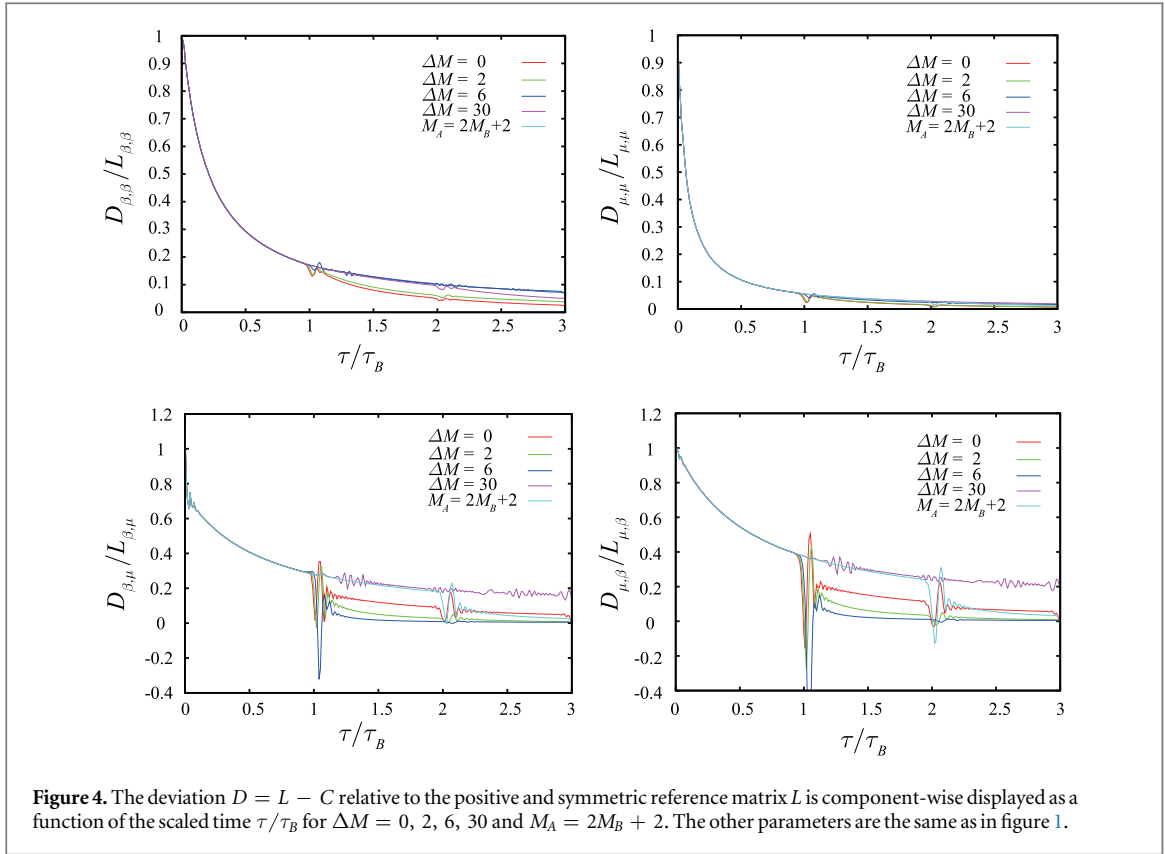 1
0.9
0.8
0.7
0.6
0.5
0.4
0.3
0.2
0.1
0
D_{β,β}/L_{β,β}
ΔM = 0
ΔM = 2
ΔM = 6
ΔM = 30
M_A = 2M_B+2
0 0.5 1 1.5 2 2.5 3
τ/τ_B
1
0.9
0.8
0.7
0.6
0.5
0.4
0.3
0.2
0.1
0
D_{μ,μ}/L_{μ,μ}
ΔM = 0
ΔM = 2
ΔM = 6
ΔM = 30
M_A = 2M_B+2
0 0.5 1 1.5 2 2.5 3
τ/τ_B
1.2
1
0.8
0.6
0.4
0.2
0
-0.2
-0.4
D_{β,μ}/L_{β,μ}
ΔM = 0
ΔM = 2
ΔM = 6
ΔM = 30
M_A = 2M_B+2
0 0.5 1 1.5 2 2.5 3
τ/τ_B
1.2
1
0.8
0.6
0.4
0.2
0
-0.2
-0.4
D_{μ,β}/L_{μ,β}
ΔM = 0
ΔM = 2
ΔM = 6
ΔM = 30
M_A = 2M_B+2
0 0.5 1 1.5 2 2.5 3
τ/τ_B
Figure 4. The deviation D = L − C relative to the positive and symmetric reference matrix L is component-wise displayed as a
function of the scaled time τ/τ_B for ΔM = 0, 2, 6, 30 and M_A = 2M_B + 2. The other parameters are the same as in figure 1.